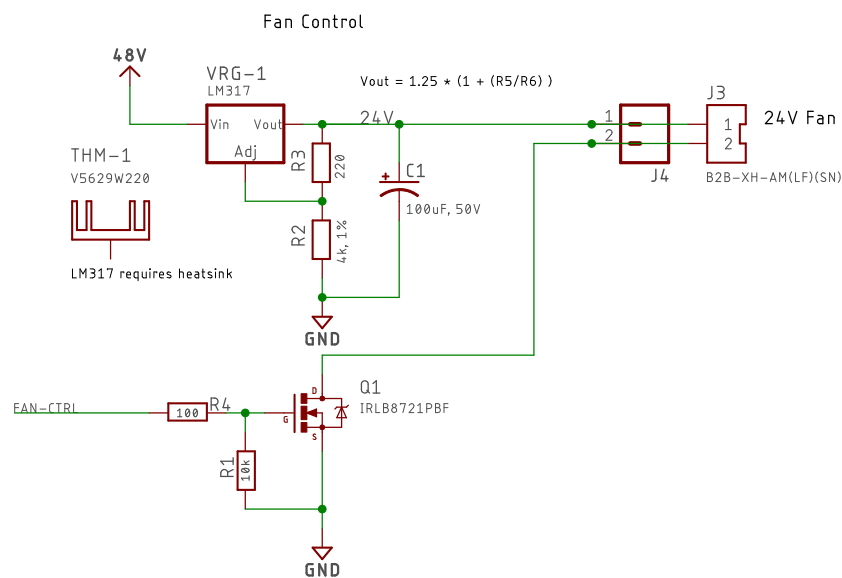 Fan Control
48V
VRG-1
LM317
Vout = 1.25 * (1 + (R5/R6) )
Vin
Vout
Adj
24V
1
2
J4
J3
1
2
24V Fan
B2B-XH-AM(LF)(SN)
THM-1
V5629W220
LM317 requires heatsink
R3
220
C1
100uF, 50V
R2
4k, 1%
GND
FAN-CTRL
100
R4
G
D
S
Q1
IRLB8721PBF
R1
10k
GND